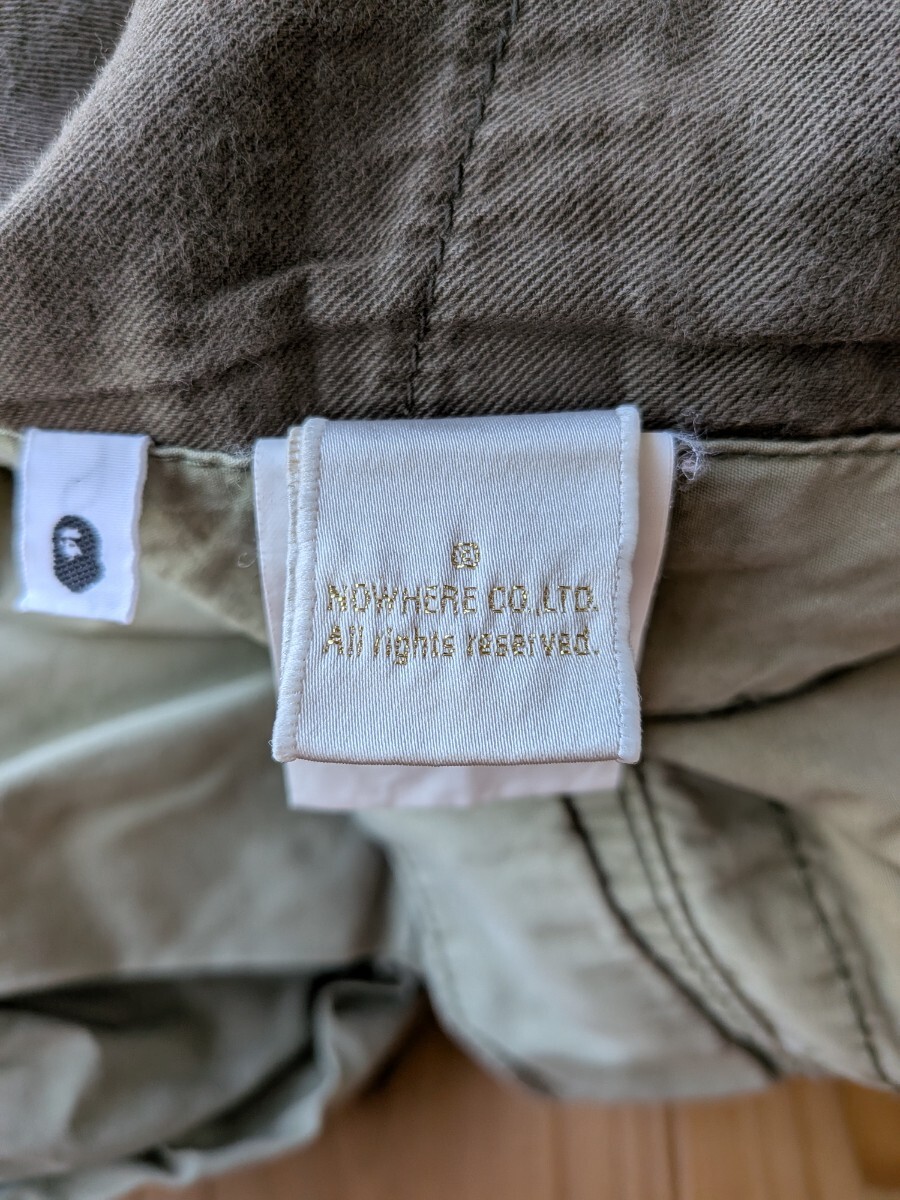 ©
NOWHERE CO.,LTD.
All rights reserved.